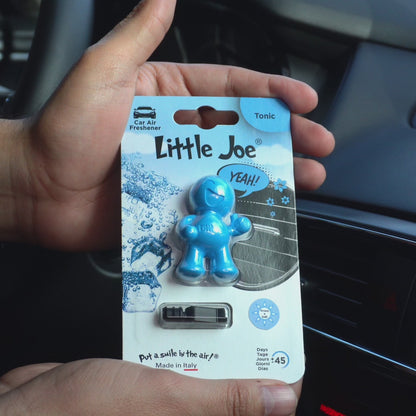 Tonic
Car Air
Freshener
Little Joe®
YEAH!
Put a smile in the air!®
Made in Italy
Days
Tage
Jours
Giorni
Dias
+45